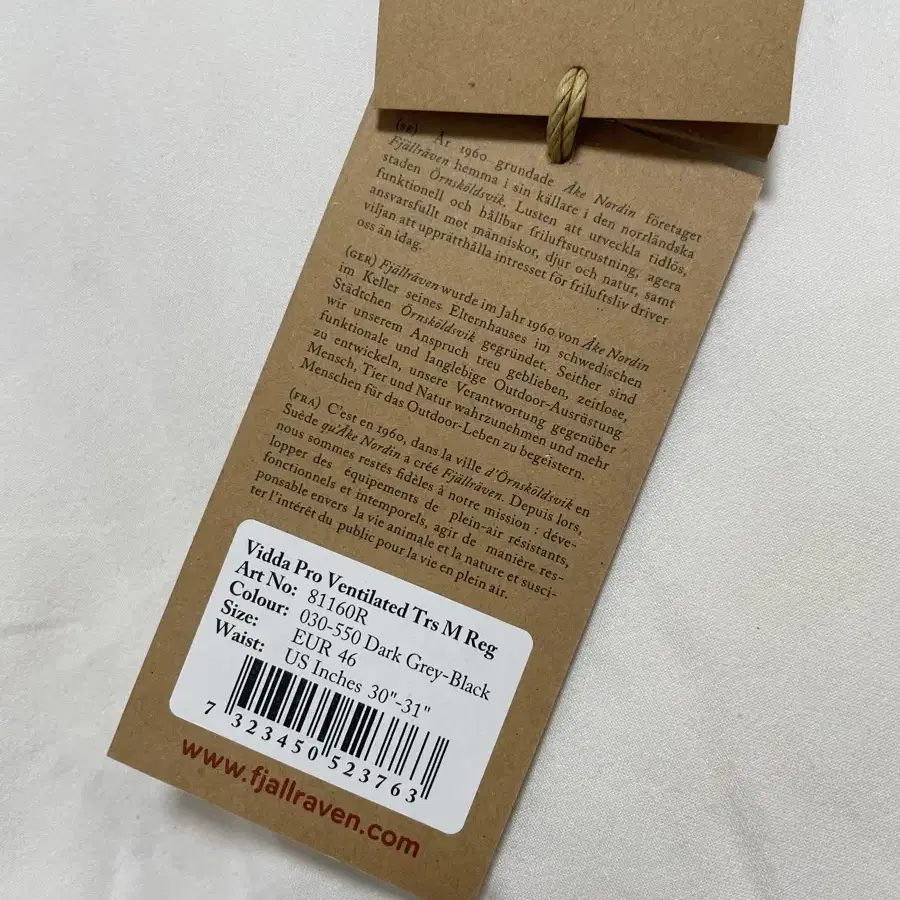 (SE) År 1960 grundade Åke Nordin företaget
Fjällräven hemma i sin källare i den norrländska
staden Örnsköldsvik. Lusten att utveckla tidlös,
funktionell och hållbar friluftsutrustning, agera
ansvarsfullt mot människor, djur och natur, samt
viljan att upprätthålla intresset för friluftsliv driver
oss än idag.
(GER) Fjällräven wurde im Jahr 1960 von Åke Nordin
im Keller seines Elternhauses im schwedischen
Städtchen Örnsköldsvik gegründet. Seither sind
wir unserem Anspruch treu geblieben, zeitlose,
funktionale und langlebige Outdoor-Ausrüstung
zu entwickeln, unsere Verantwortung gegenüber
Mensch, Tier und Natur wahrzunehmen und mehr
Menschen für das Outdoor-Leben zu begeistern.
(FRA) C'est en 1960, dans la ville d'Örnsköldsvik en
Suède qu'Åke Nordin a créé Fjällräven. Depuis lors,
nous sommes restés fidèles à notre mission : déve-
lopper des équipements de plein-air résistants,
fonctionnels et intemporels, agir de manière res-
ponsable envers la vie animale et la nature et susci-
ter l'intérêt du public pour la vie en plein air.
Vidda Pro Ventilated Trs M Reg
Art No: 81160R
Colour: 030-550 Dark Grey-Black
Size: EUR 46
Waist: US Inches 30"-31"
7 323450 523763
www.fjallraven.com